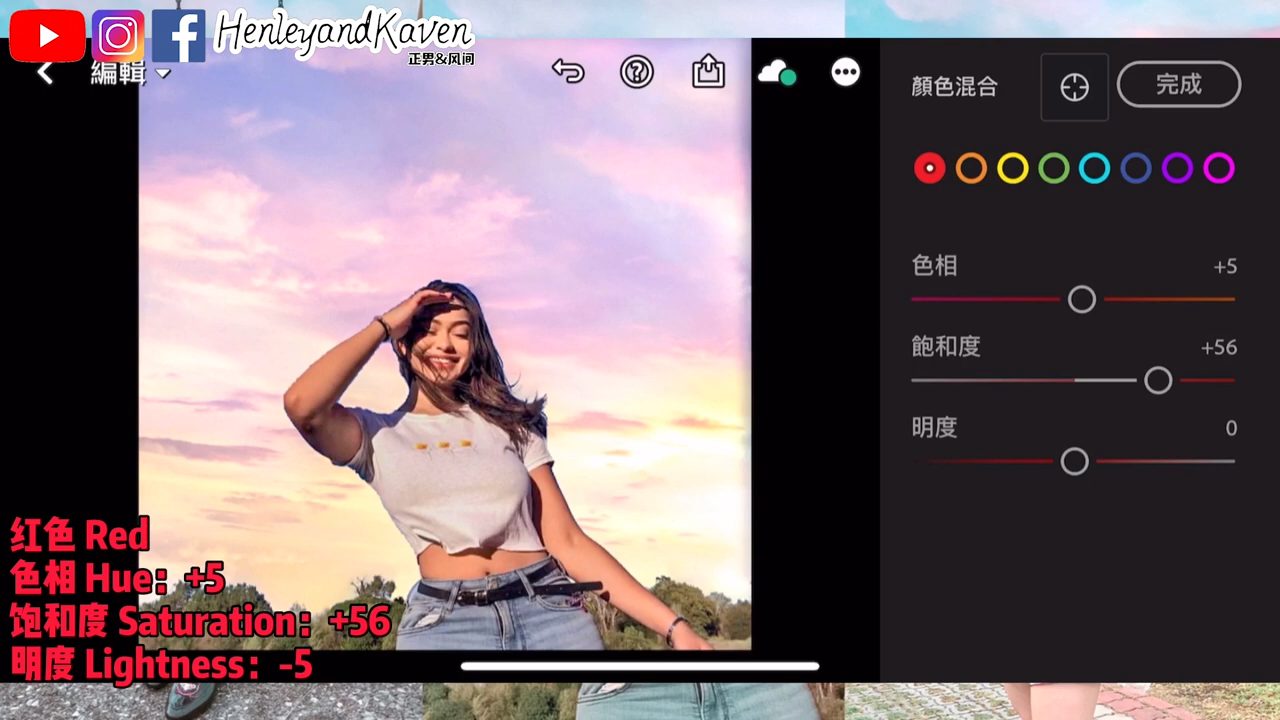 HenleyandKaven
正男&风间
編輯
顏色混合
完成
色相 +5
飽和度 +56
明度 0
红色 Red
色相 Hue：+5
饱和度 Saturation：+56
明度 Lightness：-5